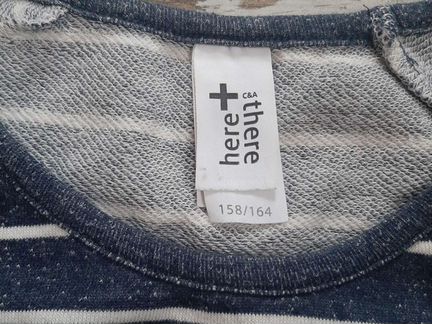 C&A
here + there
158/164